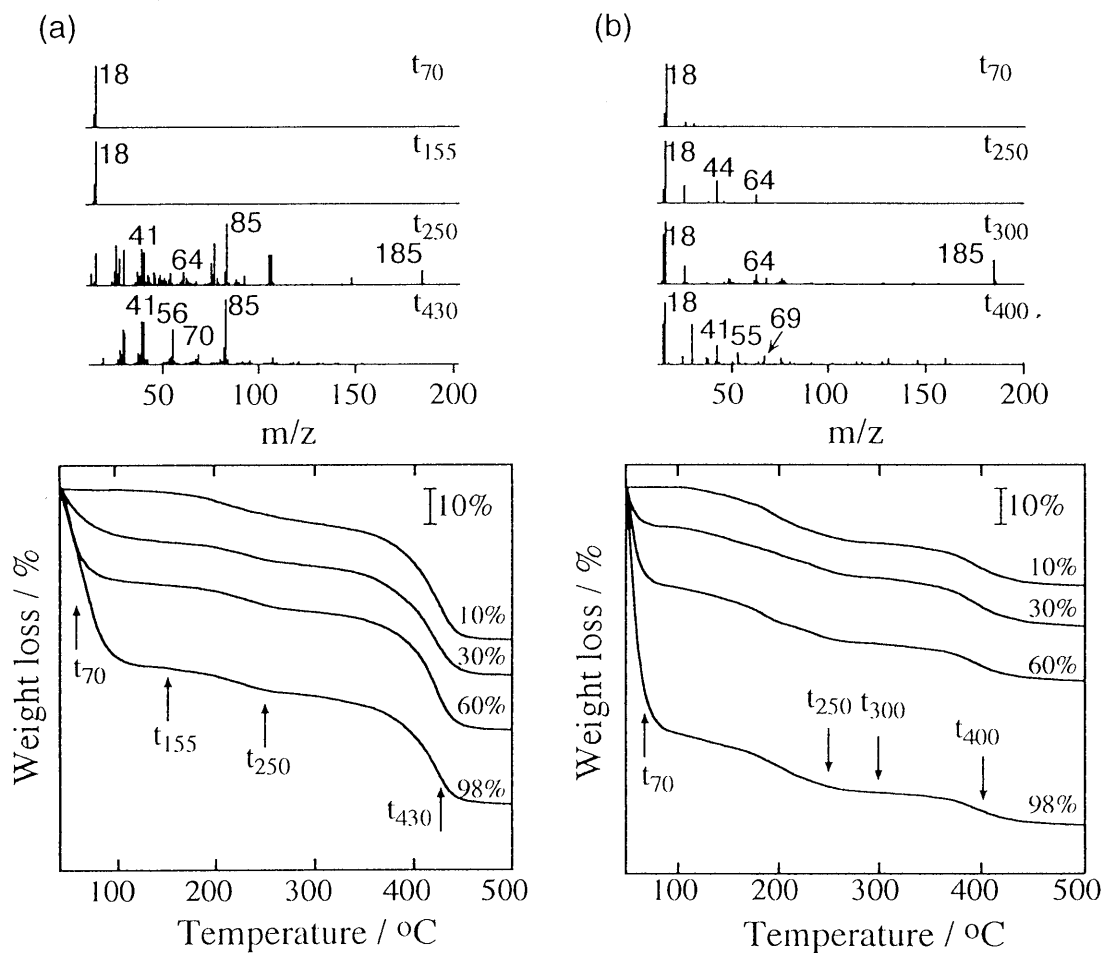 (a)
18
t70
18
t155
41
64
85
185
t250
41
56
70
85
t430
50 100 150 200
m/z
10%
10%
30%
60%
98%
t70
t155
t250
t430
Weight loss / %
100 200 300 400 500
Temperature / ºC
(b)
18
t70
18
44
64
t250
18
64
185
t300
18
41
55
69
t400
50 100 150 200
m/z
10%
10%
30%
60%
98%
t70
t250
t300
t400
Weight loss / %
100 200 300 400 500
Temperature / ºC